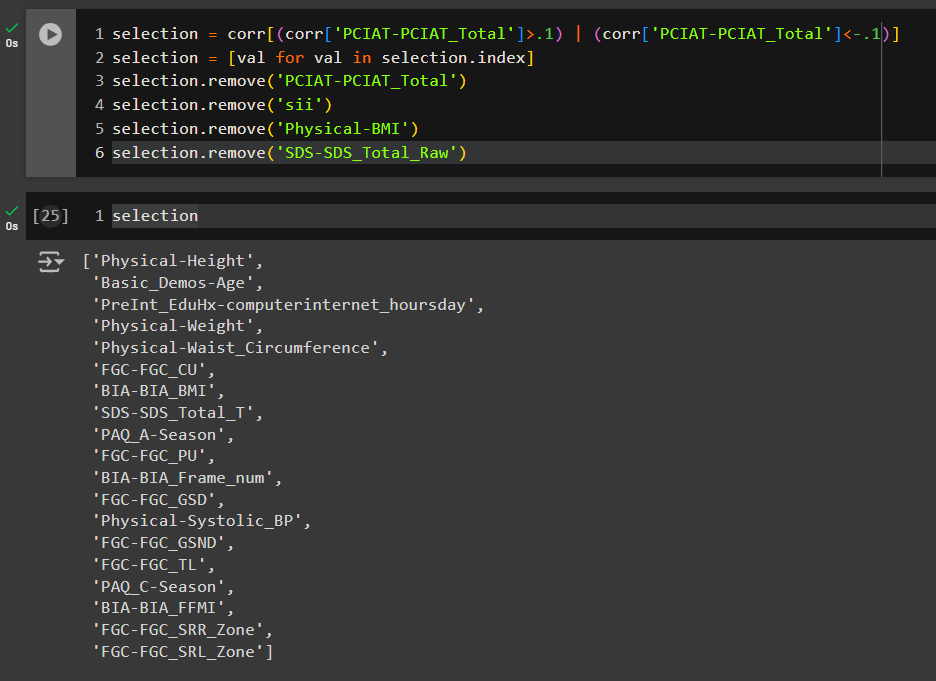 0s
1 selection = corr[(corr['PCIAT-PCIAT_Total']>.1) | (corr['PCIAT-PCIAT_Total']<-.1)]
2 selection = [val for val in selection.index]
3 selection.remove('PCIAT-PCIAT_Total')
4 selection.remove('sii')
5 selection.remove('Physical-BMI')
6 selection.remove('SDS-SDS_Total_Raw')
0s
[25] 1 selection
['Physical-Height',
'Basic_Demos-Age',
'PreInt_EduHx-computerinternet_hoursday',
'Physical-Weight',
'Physical-Waist_Circumference',
'FGC-FGC_CU',
'BIA-BIA_BMI',
'SDS-SDS_Total_T',
'PAQ_A-Season',
'FGC-FGC_PU',
'BIA-BIA_Frame_num',
'FGC-FGC_GSD',
'Physical-Systolic_BP',
'FGC-FGC_GSND',
'FGC-FGC_TL',
'PAQ_C-Season',
'BIA-BIA_FFMI',
'FGC-FGC_SRR_Zone',
'FGC-FGC_SRL_Zone']